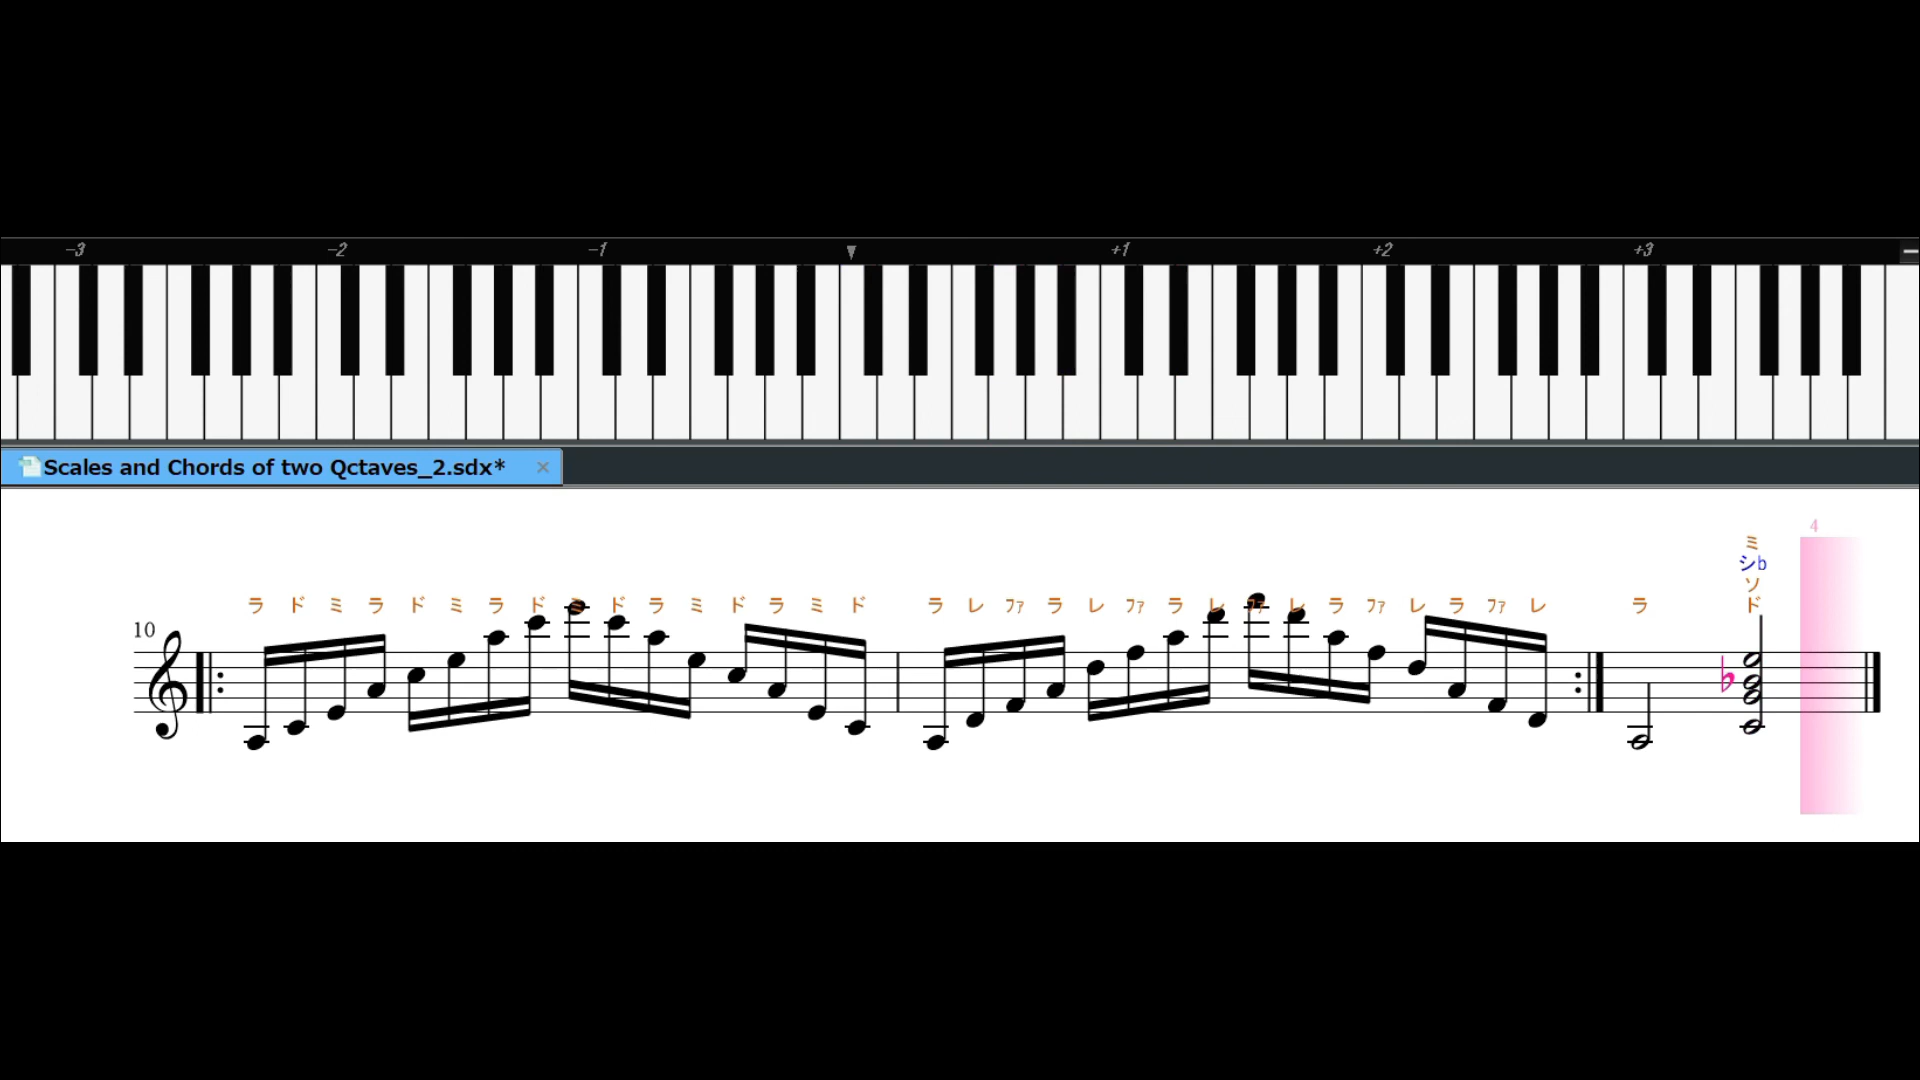 -3 -2 -1 +1 +2 +3
Scales and Chords of two Qctaves_2.sdx*
4
ミ
シb
ソ
ラ ド ミ ラ ド ミ ラ ド ミ ド ラ ミ ド ラ ミ ド ラ レ ファ ラ レ ファ ラ レ ファ レ ラ ファ レ ラ ファ レ ラ ド
10